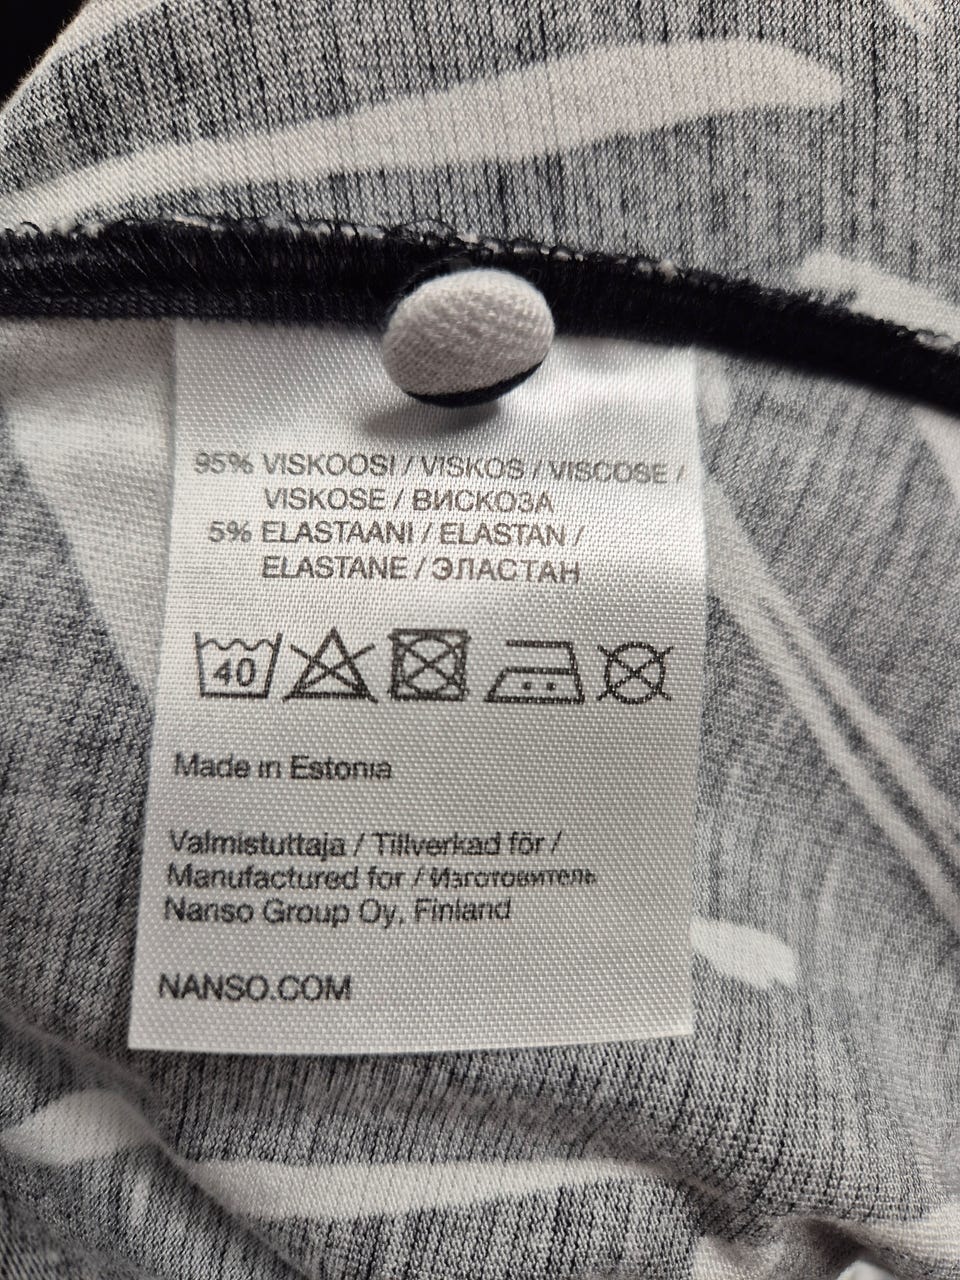 95% VISKOOSI / VISKOS / VISCOSE /
VISKOSE / ВИСКОЗА
5% ELASTAANI / ELASTAN /
ELASTANE / ЭЛАСТАН
40
Made in Estonia
Valmistuttaja / Tillverkad för /
Manufactured for / Изготовитель
Nanso Group Oy, Finland
NANSO.COM